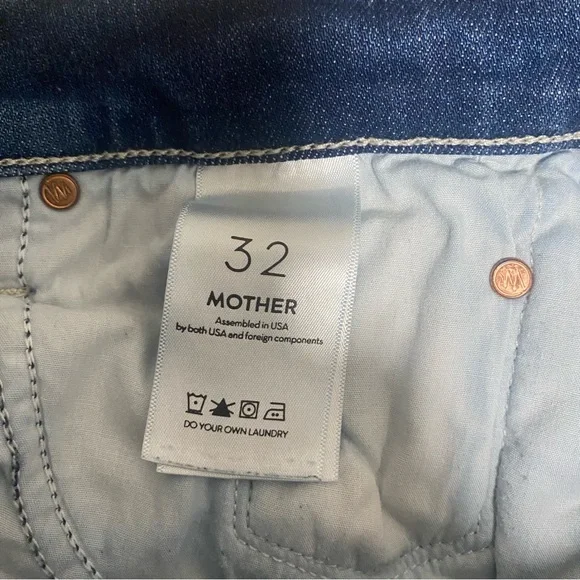 32
MOTHER
Assembled in USA
by both USA and foreign components
DO YOUR OWN LAUNDRY